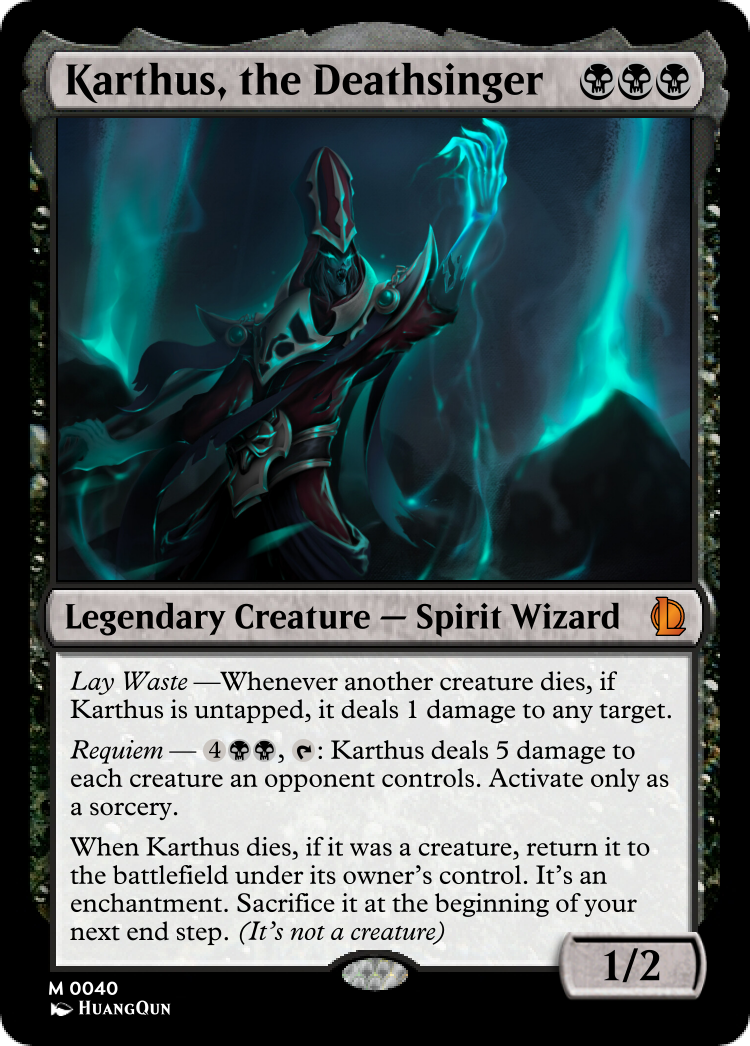 Karthus, the Deathsinger
Legendary Creature — Spirit Wizard
Lay Waste —Whenever another creature dies, if
Karthus is untapped, it deals 1 damage to any target.
Requiem — 4, : Karthus deals 5 damage to
each creature an opponent controls. Activate only as
a sorcery.
When Karthus dies, if it was a creature, return it to
the battlefield under its owner's control. It's an
enchantment. Sacrifice it at the beginning of your
next end step. (It's not a creature)
1/2
M 0040
HuangQun